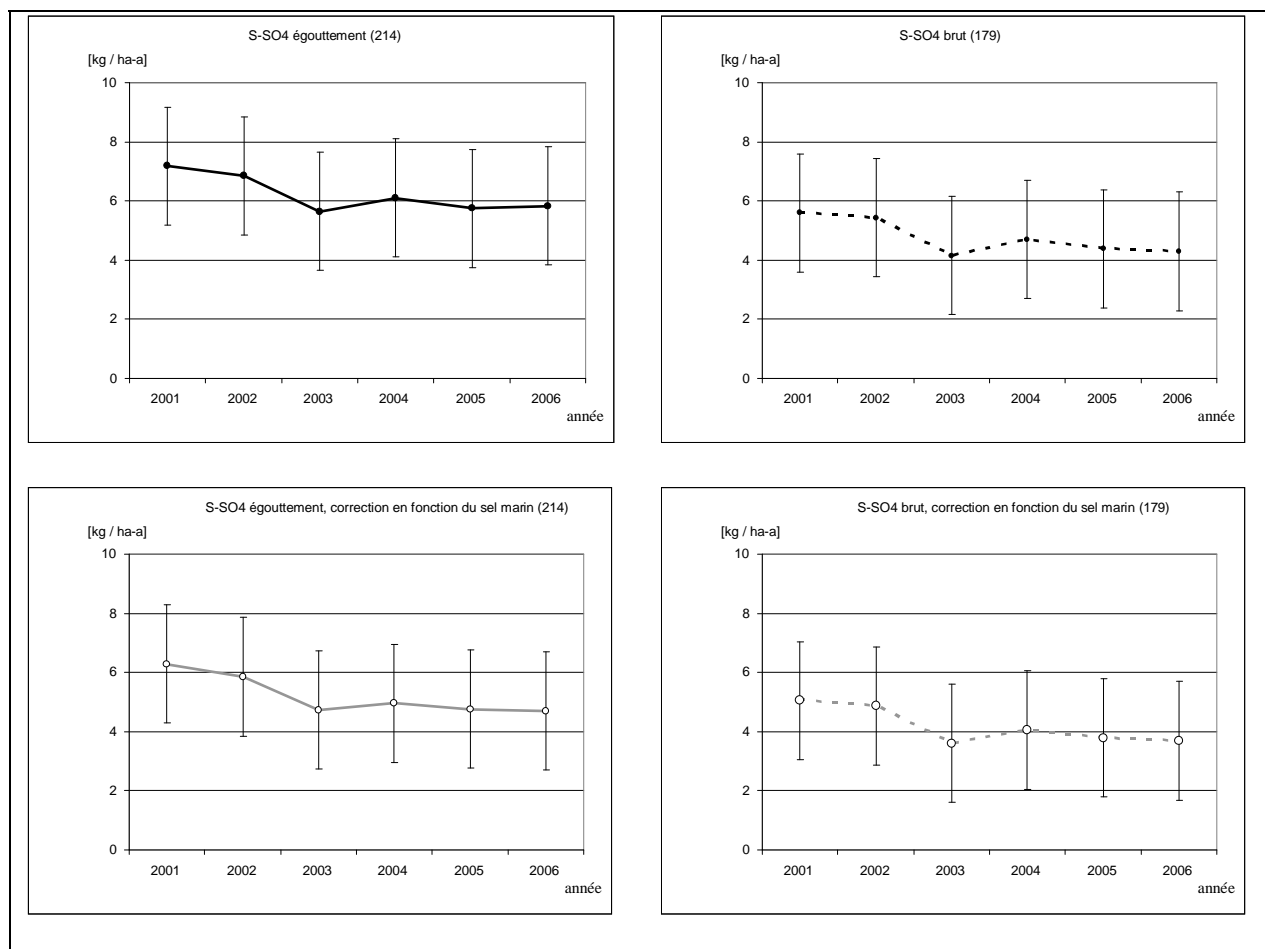 S-SO4 égouttement (214)
[kg / ha-a]
10
8
6
4
2
0
2001 2002 2003 2004 2005 2006
année
S-SO4 brut (179)
[kg / ha-a]
10
8
6
4
2
0
2001 2002 2003 2004 2005 2006
année
S-SO4 égouttement, correction en fonction du sel marin (214)
[kg / ha-a]
10
8
6
4
2
0
2001 2002 2003 2004 2005 2006
année
S-SO4 brut, correction en fonction du sel marin (179)
[kg / ha-a]
10
8
6
4
2
0
2001 2002 2003 2004 2005 2006
année